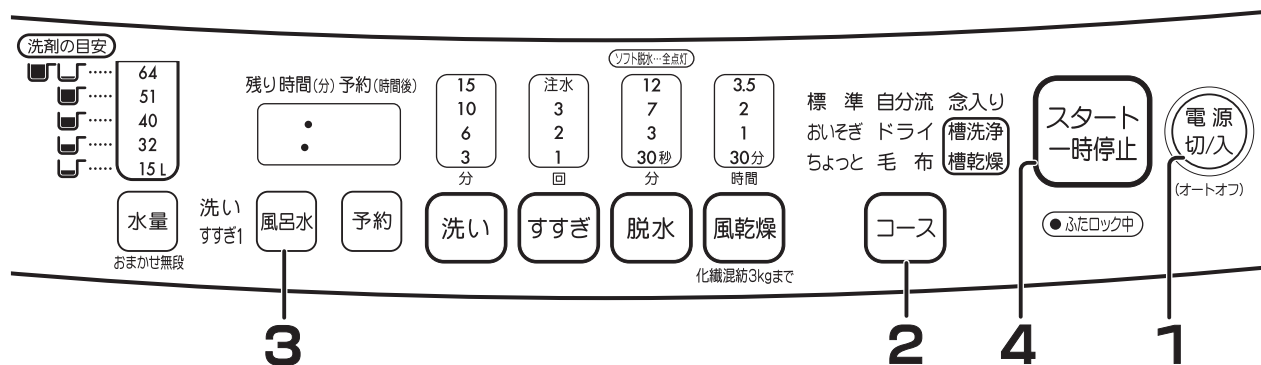 洗剤の目安
64
51
40
32
15L
水量
おまかせ無段
残り時間(分) 予約(時間後)
:
洗い
すすぎ1
風呂水
予約
15
10
6
3
分
洗い
注水
3
2
1
回
すすぎ
ソフト脱水…全点灯
12
7
3
30秒
分
脱水
3.5
2
1
30分
時間
風乾燥
化繊混紡3kgまで
標準 自分流 念入り
おいそぎ ドライ 槽洗浄
ちょっと 毛布 槽乾燥
コース
スタート
一時停止
ふたロック中
電源
切/入
(オートオフ)
3
2
4
1